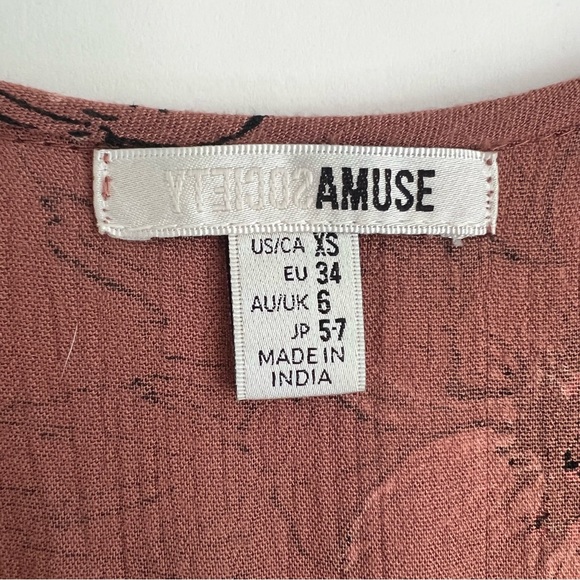 SOCIETY AMUSE
US/CA XS
EU 34
AU/UK 6
JP 5-7
MADE IN
INDIA